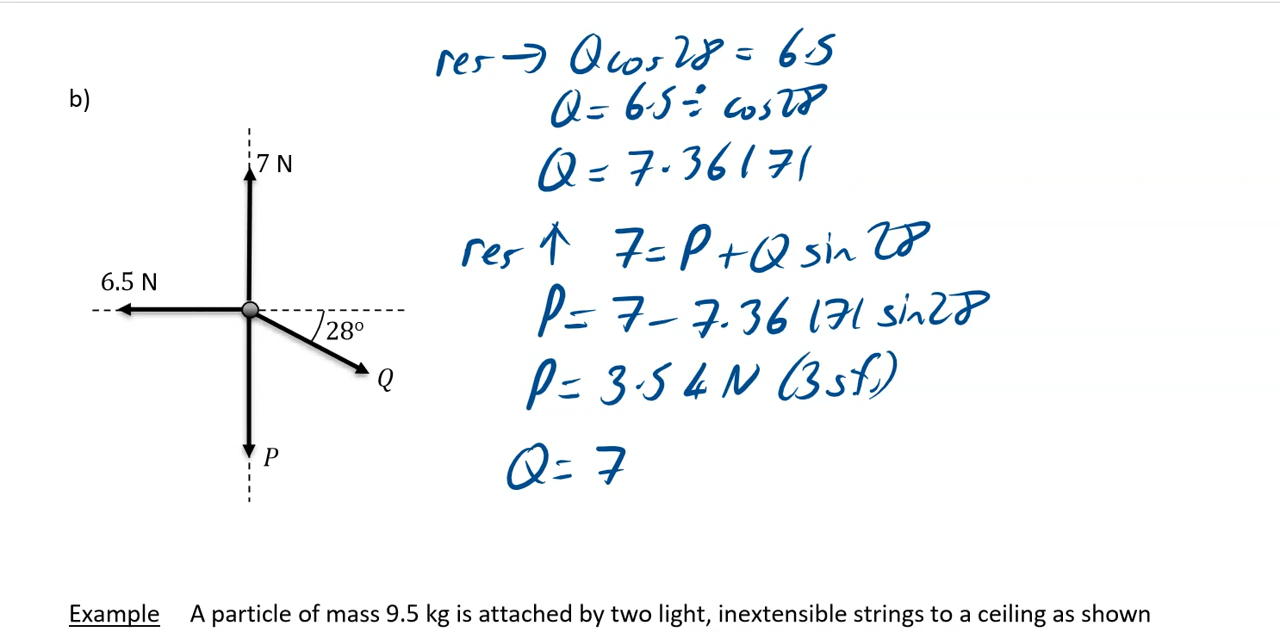 res → Q cos 28 = 6.5
b)
Q = 6.5 ÷ cos 28
7 N
Q = 7.36171
res ↑ 7 = P + Q sin 28
6.5 N
P = 7 – 7.36171 sin 28
28°
Q
P = 3.54 N (3sf)
P
Q = 7
Example A particle of mass 9.5 kg is attached by two light, inextensible strings to a ceiling as shown